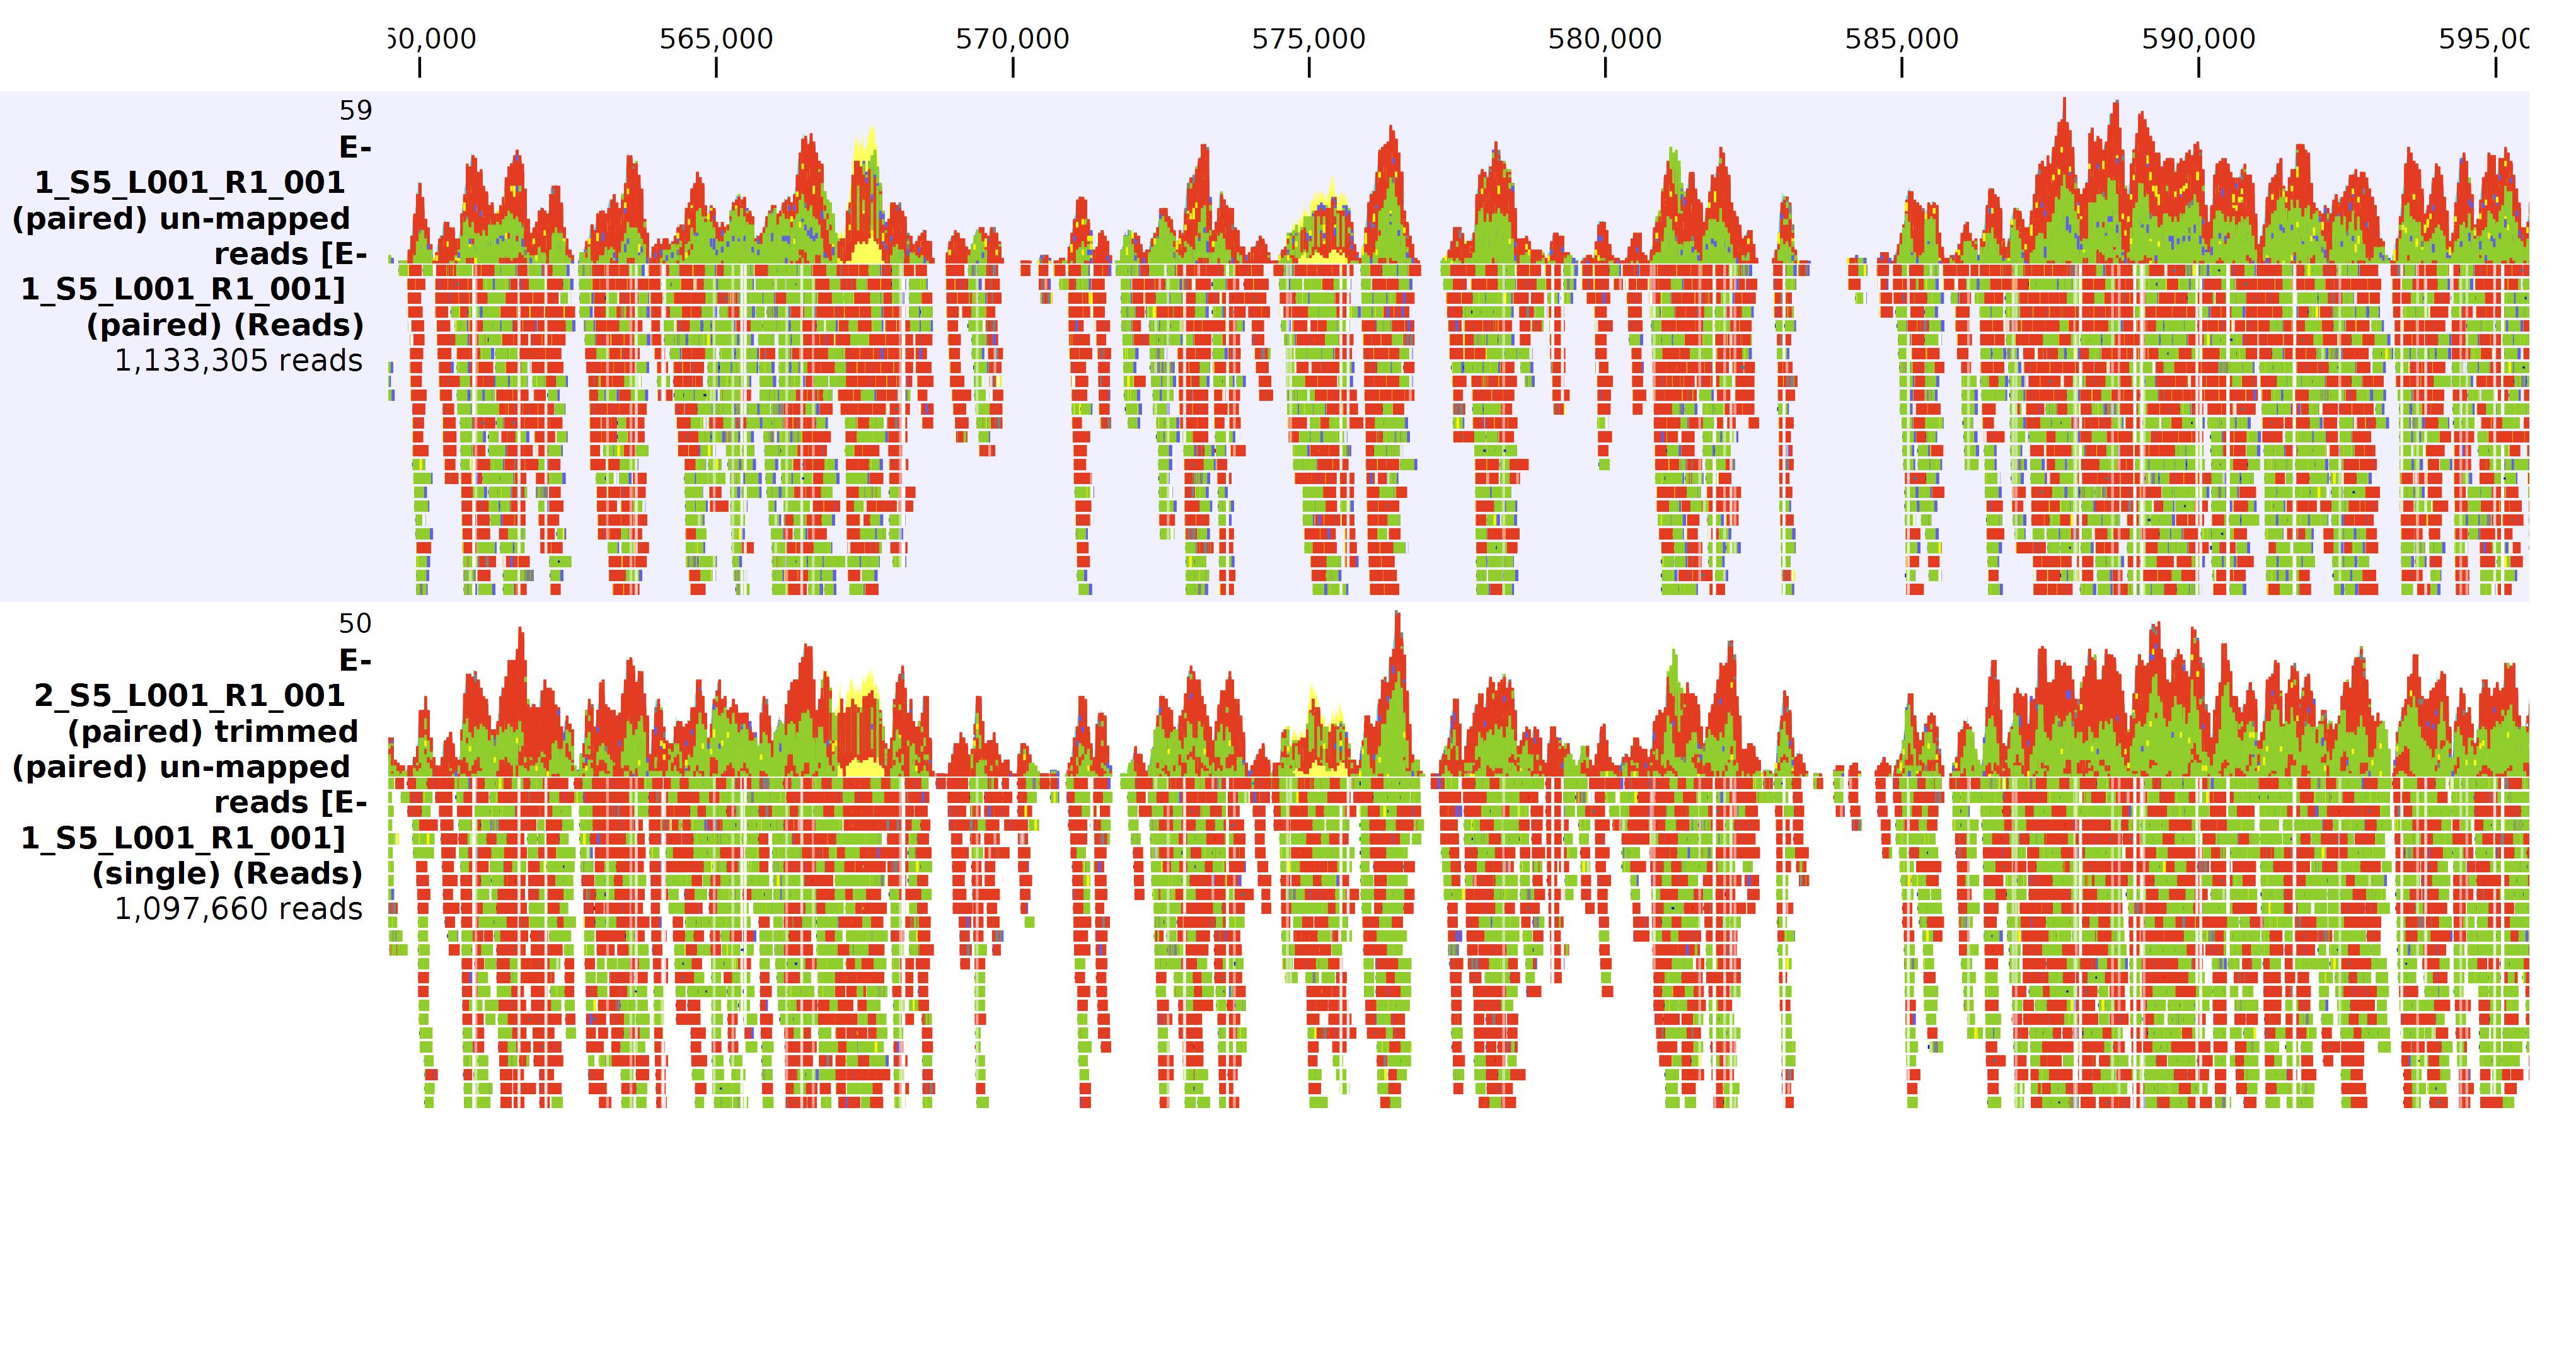 50,000 565,000 570,000 575,000 580,000 585,000 590,000 595,00
59
E-
1_S5_L001_R1_001
(paired) un-mapped
reads [E-
1_S5_L001_R1_001]
(paired) (Reads)
1,133,305 reads
50
E-
2_S5_L001_R1_001
(paired) trimmed
(paired) un-mapped
reads [E-
1_S5_L001_R1_001]
(single) (Reads)
1,097,660 reads